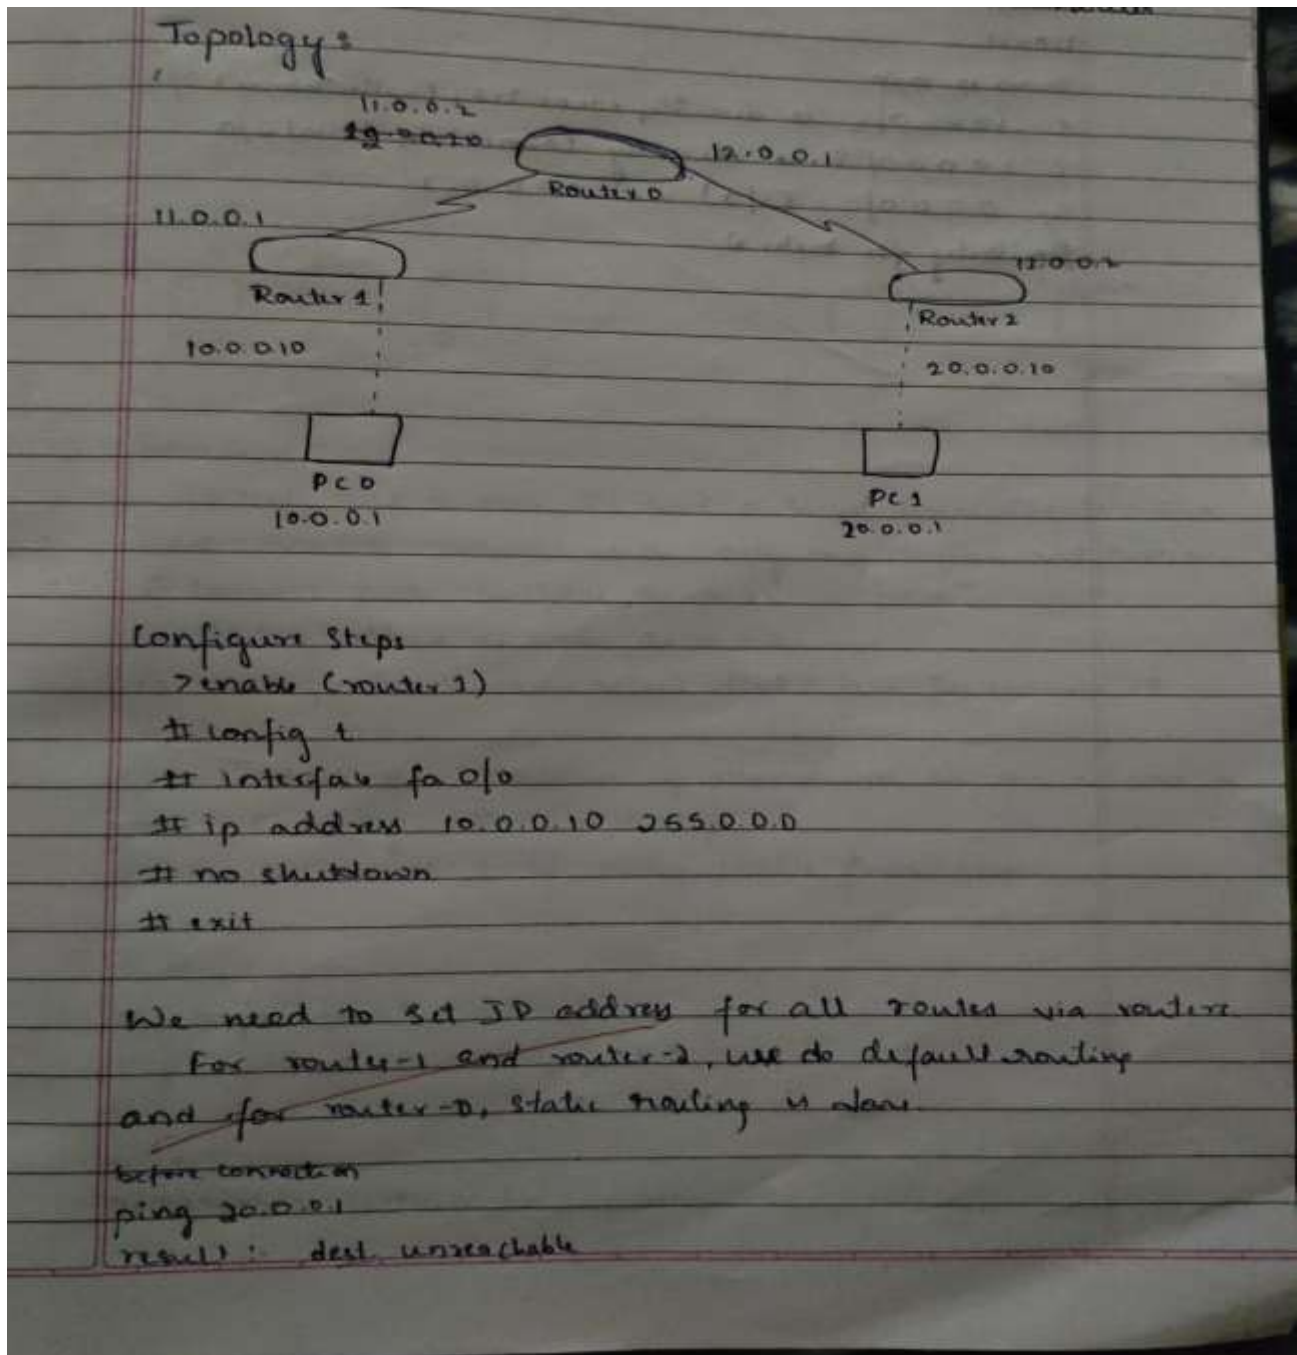 Topology :
11.0.0.2
12.0.0.1
Router 0
11.0.0.1
Router 1
Router 2
10.0.0.10
20.0.0.10
PC 0
PC 1
10.0.0.1
20.0.0.1
Configure Steps
> enable (router 1)
# config t
# interface fa 0/0
# ip address 10.0.0.10 255.0.0.0
# no shutdown
# exit
We need to set IP address for all routes via routers
For router-1 and router-2, we do default routing
and for router-0, static routing is done.
before connection
ping 20.0.0.1
result : dest. unreachable